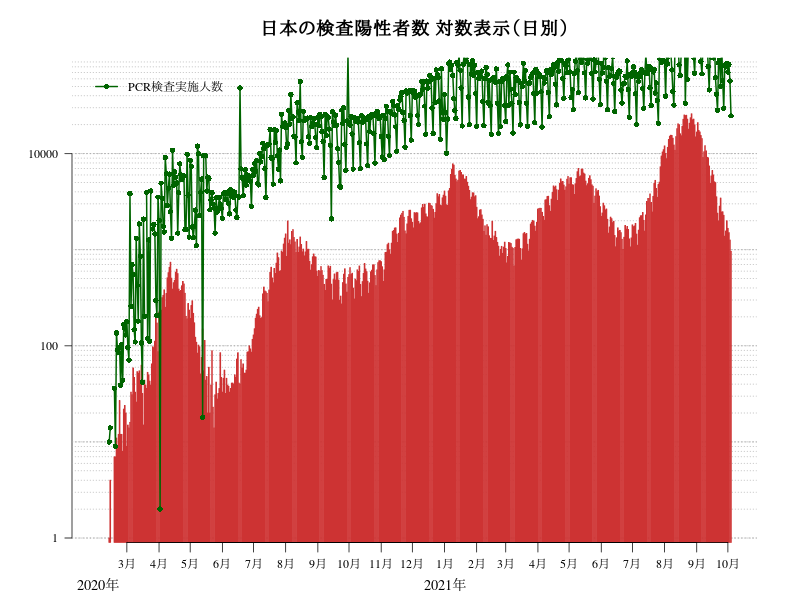 日本の検査陽性者数 対数表示(日別)
PCR検査実施人数
10000
100
1
3月 4月 5月 6月 7月 8月 9月 10月 11月 12月 1月 2月 3月 4月 5月 6月 7月 8月 9月 10月
2020年 2021年